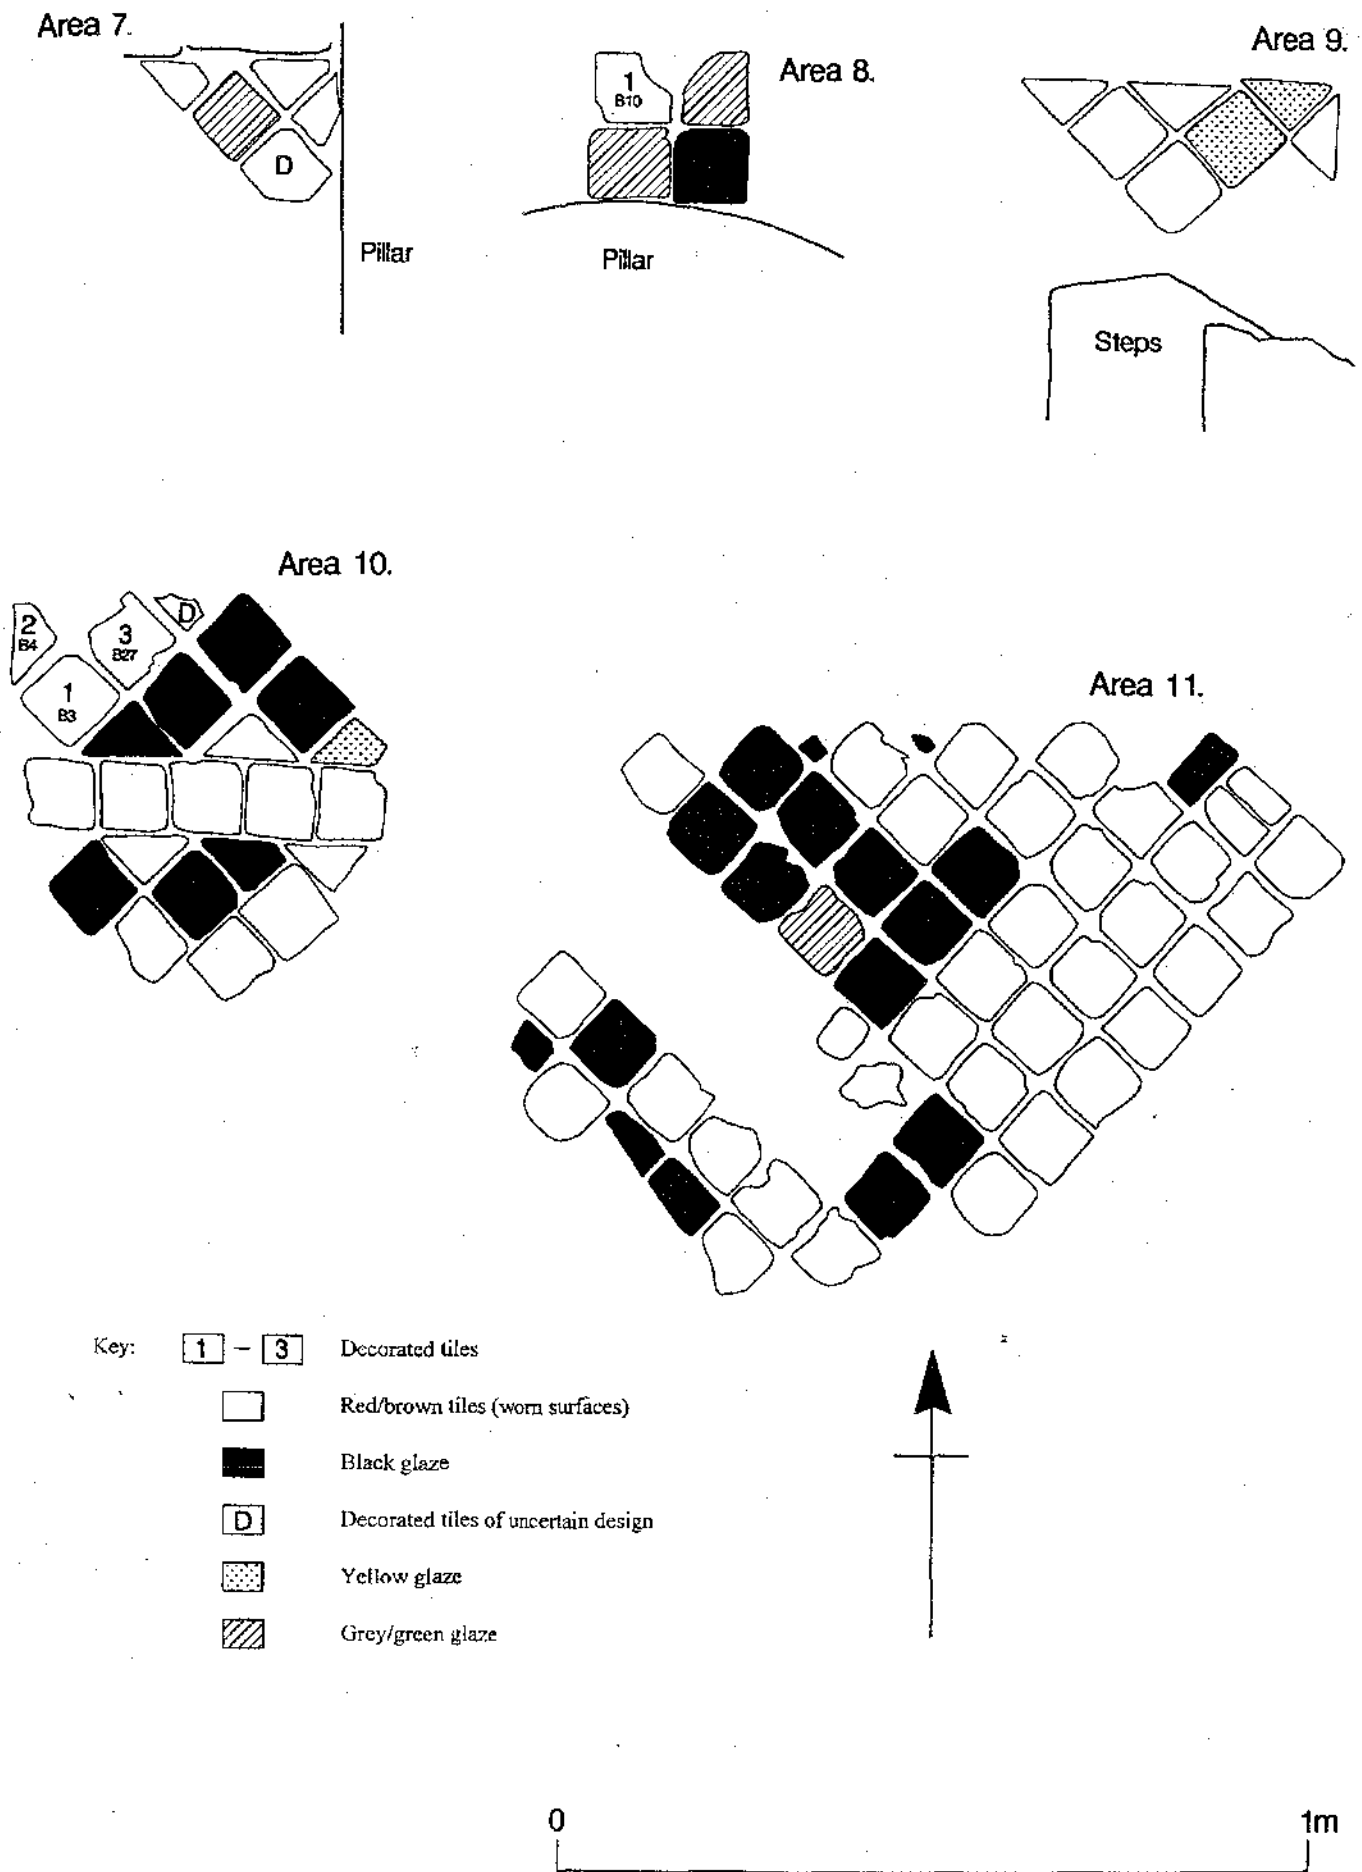 Area 7.
Area 8.
Area 9.
1
B10
D
Pillar
Pillar
Steps
Area 10.
2
B4
3
B27
D
1
B3
Area 11.
Key: 1 – 3 Decorated tiles
Red/brown tiles (worn surfaces)
Black glaze
D Decorated tiles of uncertain design
Yellow glaze
Grey/green glaze
0 1m